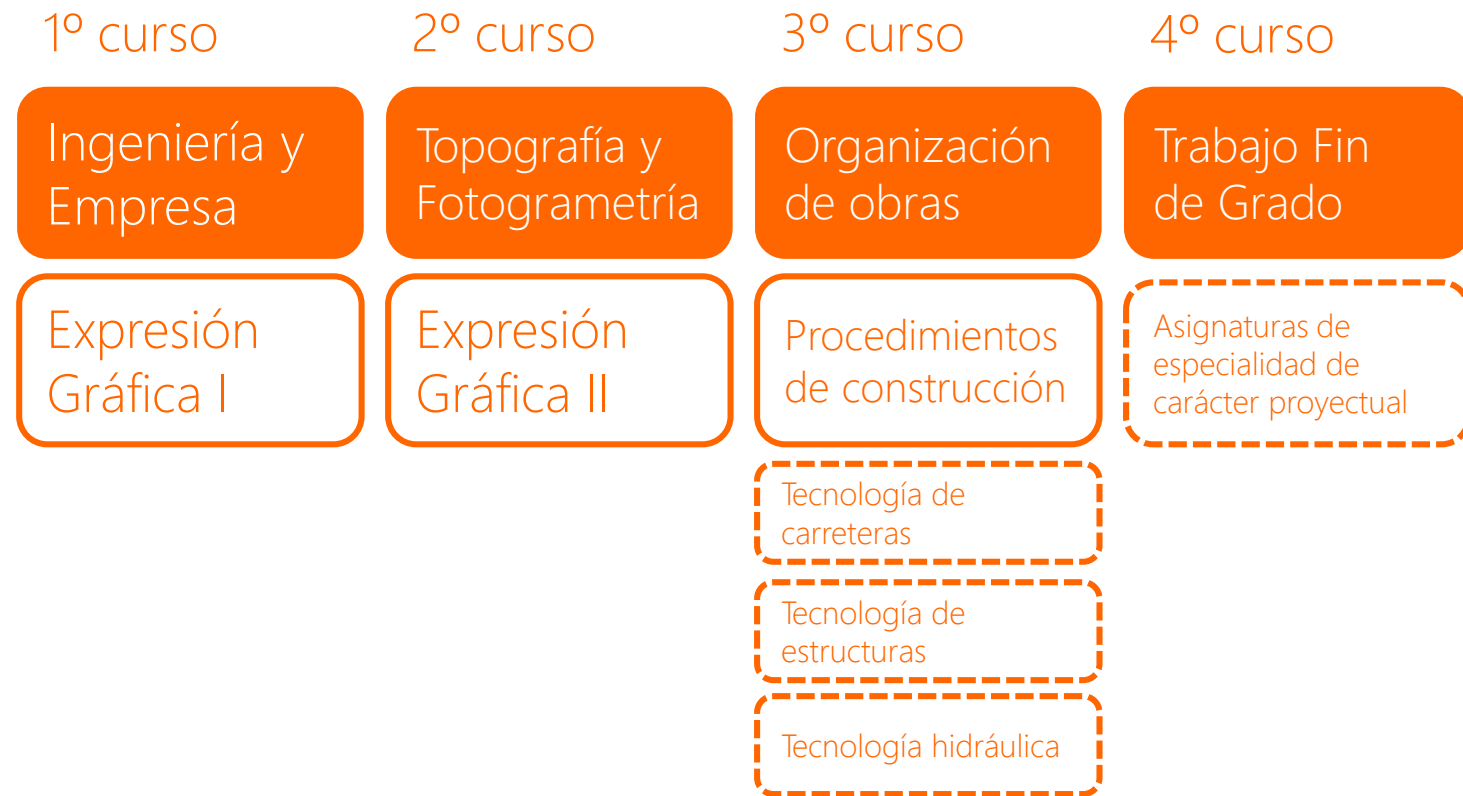 1º curso
2º curso
3º curso
4º curso
Ingeniería y
Empresa
Topografía y
Fotogrametría
Organización
de obras
Trabajo Fin
de Grado
Expresión
Gráfica I
Expresión
Gráfica II
Procedimientos
de construcción
Asignaturas de
especialidad de
carácter proyectual
Tecnología de
carreteras
Tecnología de
estructuras
Tecnología hidráulica